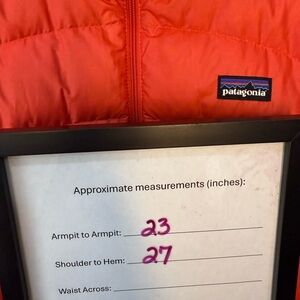 patagonia
Approximate measurements (inches):
Armpit to Armpit: 23
Shoulder to Hem: 27
Waist Across: